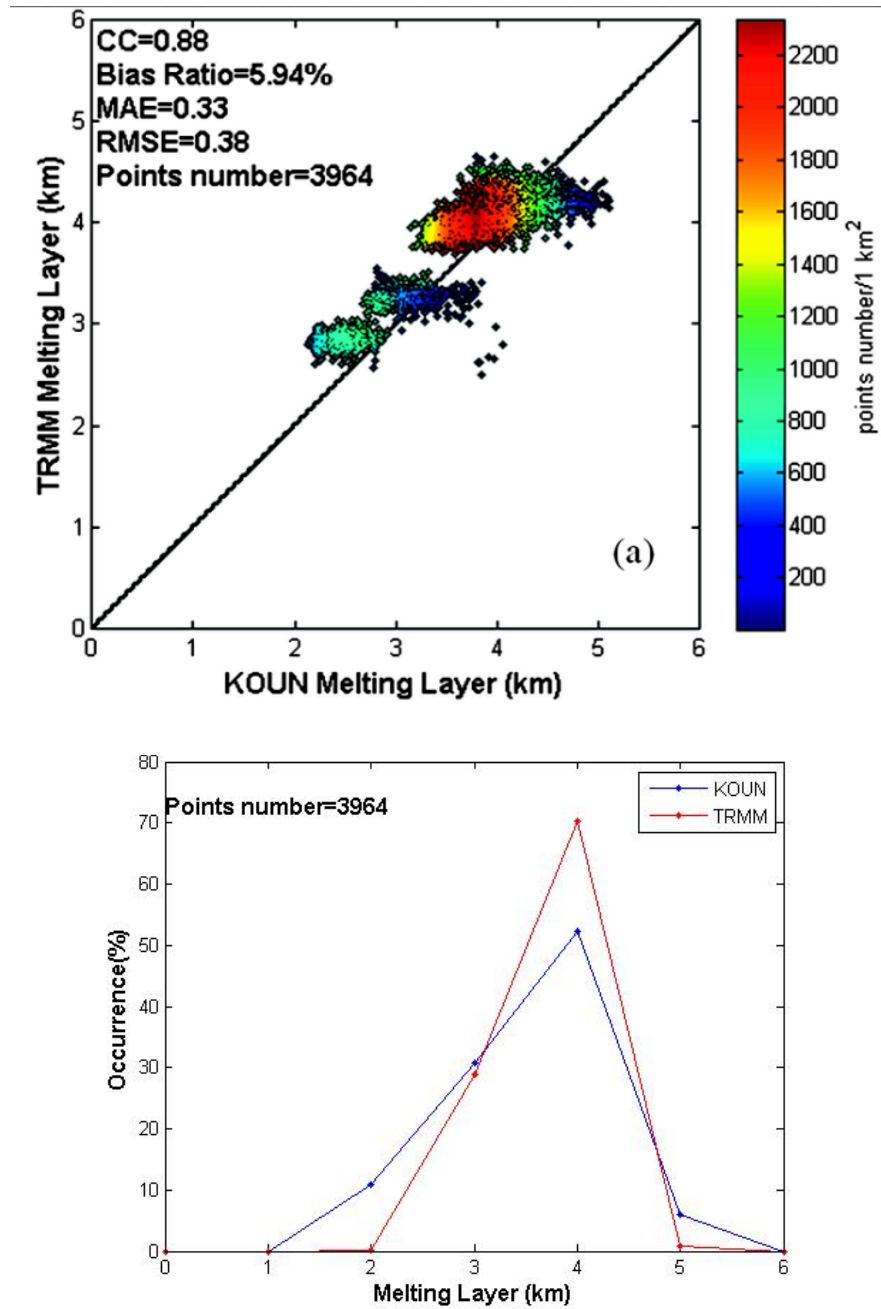 CC=0.88
Bias Ratio=5.94%
MAE=0.33
RMSE=0.38
Points number=3964
TRMM Melting Layer (km)
6
5
4
3
2
1
0
0 1 2 3 4 5 6
KOUN Melting Layer (km)
(a)
2200
2000
1800
1600
1400
1200
1000
800
600
400
200
points number/1 km²
Points number=3964
KOUN
TRMM
Occurrence(%)
80
70
60
50
40
30
20
10
0
0 1 2 3 4 5 6
Melting Layer (km)